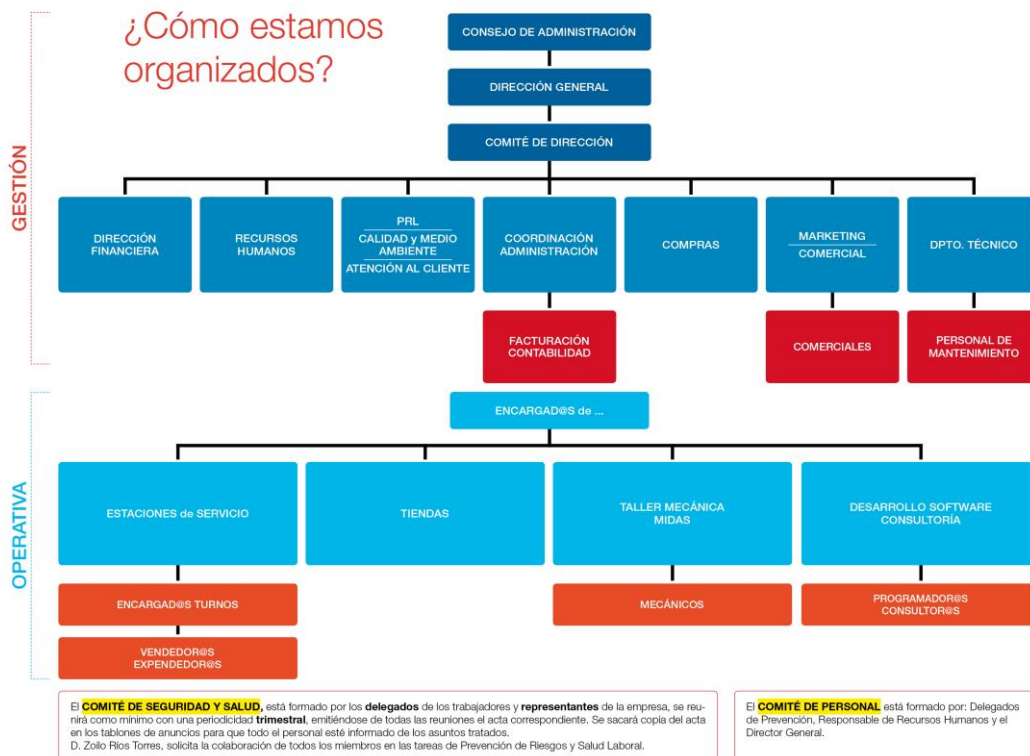 ¿Cómo estamos
organizados?
CONSEJO DE ADMINISTRACIÓN
DIRECCIÓN GENERAL
COMITÉ DE DIRECCIÓN
GESTIÓN
DIRECCIÓN
FINANCIERA
RECURSOS
HUMANOS
PRL
CALIDAD y MEDIO
AMBIENTE
ATENCIÓN AL CLIENTE
COORDINACIÓN
ADMINISTRACIÓN
COMPRAS
MARKETING
COMERCIAL
DPTO. TÉCNICO
FACTURACIÓN
CONTABILIDAD
COMERCIALES
PERSONAL DE
MANTENIMIENTO
OPERATIVA
ENCARGAD@S de ...
ESTACIONES de SERVICIO
TIENDAS
TALLER MECÁNICA
MIDAS
DESARROLLO SOFTWARE
CONSULTORÍA
ENCARGAD@S TURNOS
MECÁNICOS
PROGRAMADOR@S
CONSULTOR@S
VENDEDOR@S
EXPENDEDOR@S
El COMITÉ DE SEGURIDAD Y SALUD, está formado por los delegados de los trabajadores y representantes de la empresa, se reu-
nirá como mínimo con una periodicidad trimestral, emitiéndose de todas las reuniones el acta correspondiente. Se sacará copia del acta
en los tablones de anuncios para que todo el personal esté informado de los asuntos tratados.
D. Zoilo Ríos Torres, solicita la colaboración de todos los miembros en las tareas de Prevención de Riesgos y Salud Laboral.
El COMITÉ DE PERSONAL está formado por: Delegados
de Prevención, Responsable de Recursos Humanos y el
Director General.